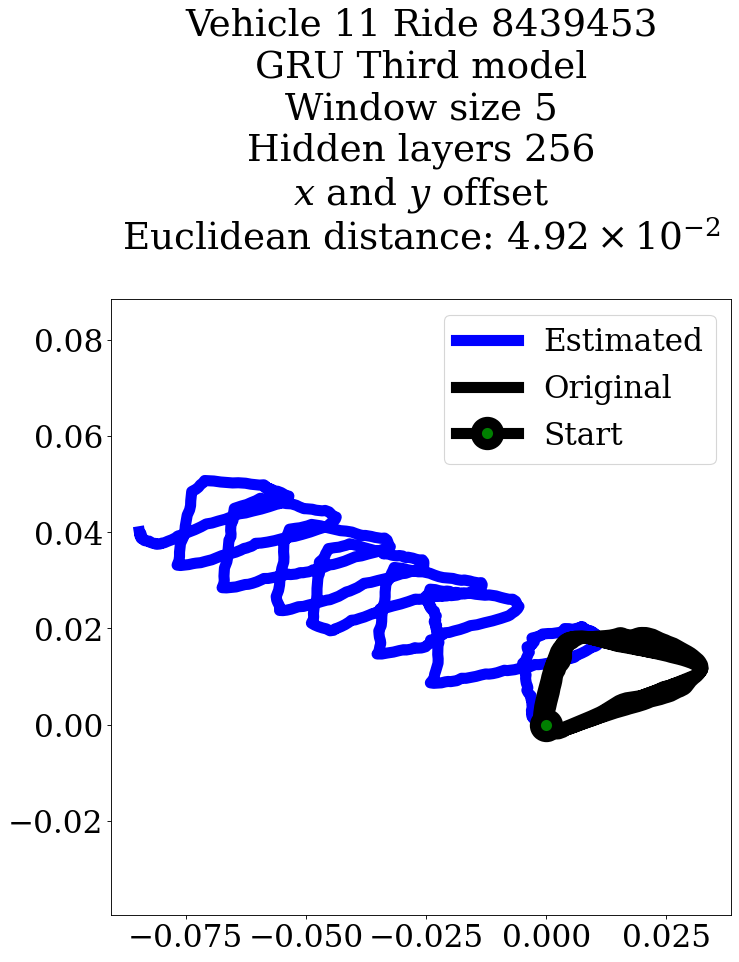 Vehicle 11 Ride 8439453
GRU Third model
Window size 5
Hidden layers 256
x and y offset
Euclidean distance: 4.92 × 10⁻²
Estimated
Original
Start
0.08
0.06
0.04
0.02
0.00
−0.02
−0.075 −0.050 −0.025 0.000 0.025